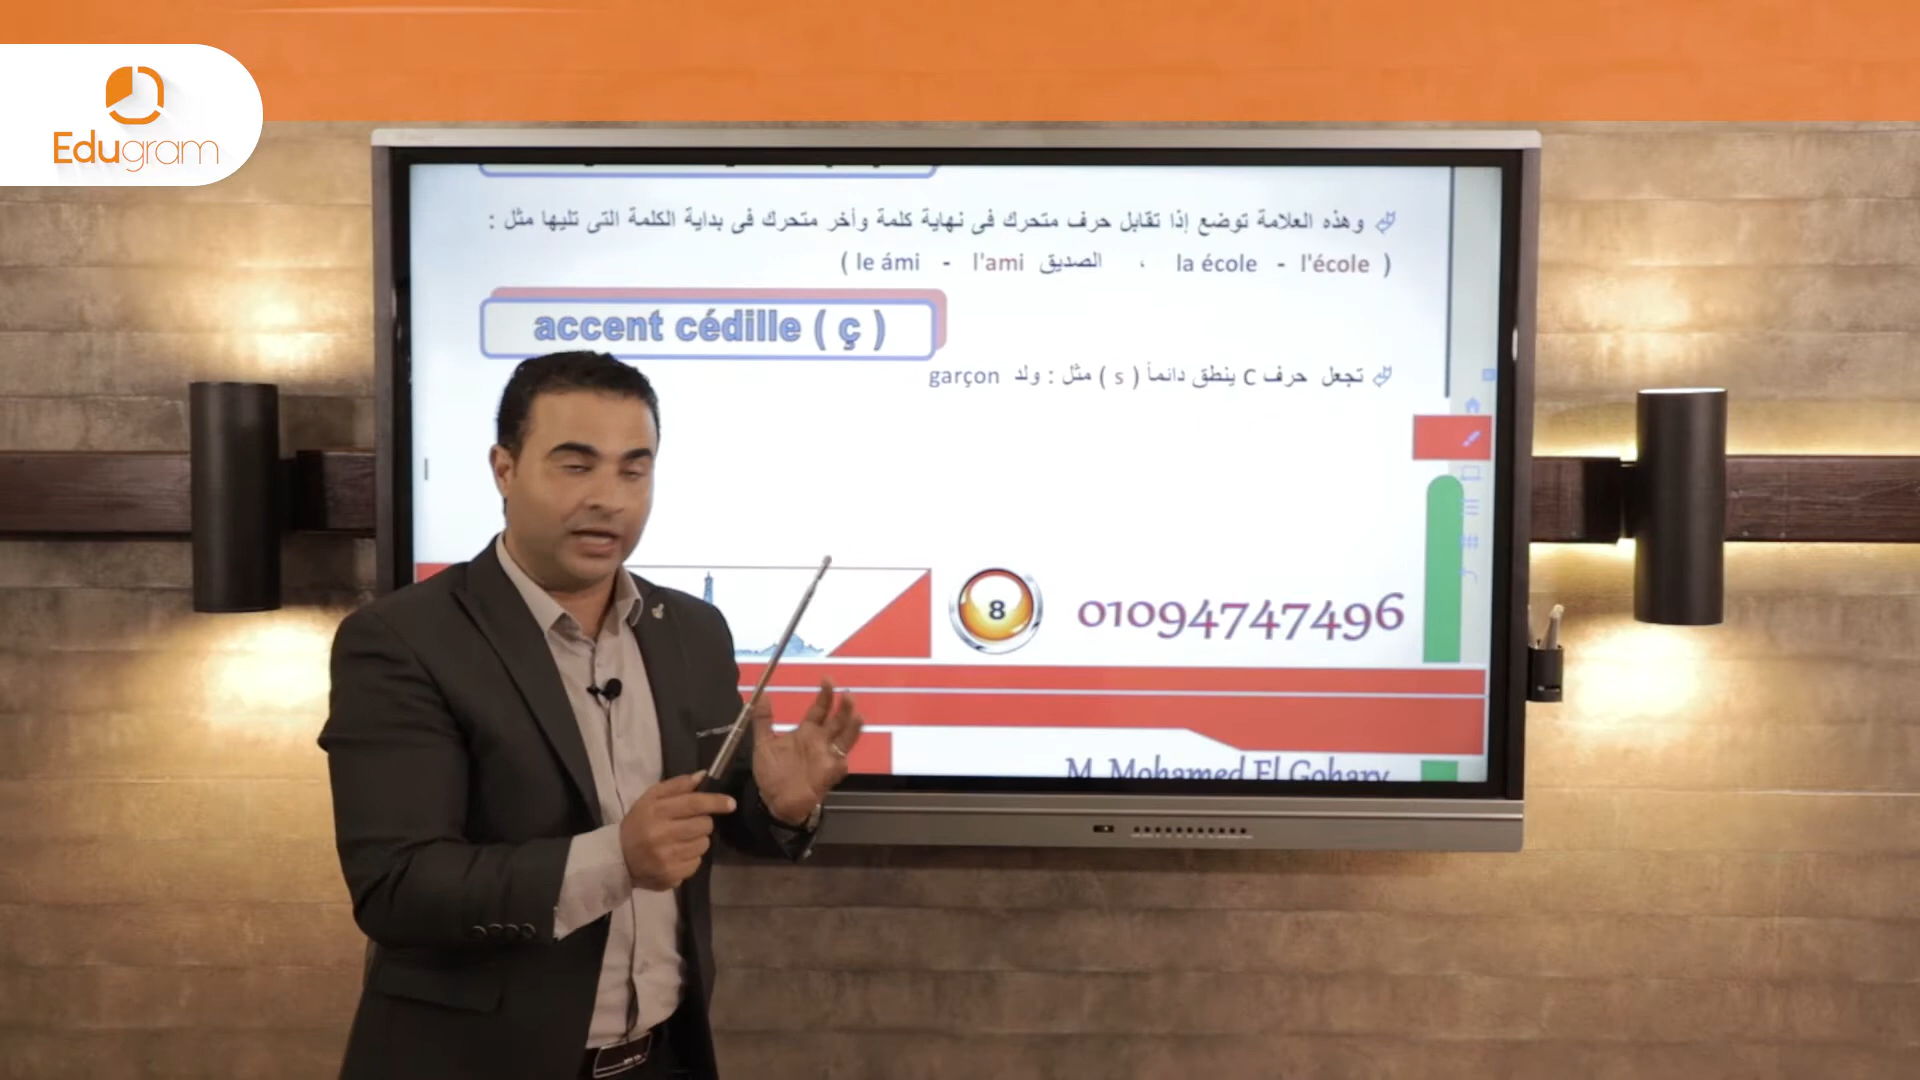 Edugram
وهذه العلامة توضع إذا تقابل حرف متحرك فى نهاية كلمة وأخر متحرك فى بداية الكلمة التى تليها مثل :
( le ámi - l'ami الصديق ، la école - l'école )
accent cédille ( ç )
تجعل حرف C ينطق دائماً ( s ) مثل : ولد garçon
8
01094747496
M. Mohamed El Gohary